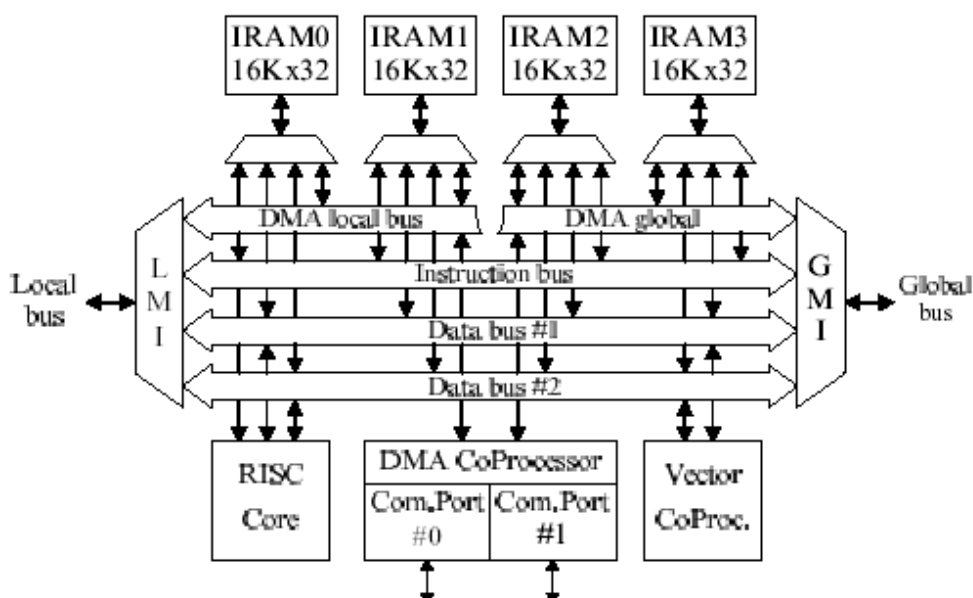 IRAM0
16Kx32
IRAM1
16Kx32
IRAM2
16Kx32
IRAM3
16Kx32
DMA local bus
DMA global
Instruction bus
Data bus #1
Data bus #2
Local
bus
L
M
I
G
M
I
Global
bus
RISC
Core
DMA CoProcessor
Com.Port
#0
Com.Port
#1
Vector
CoProc.